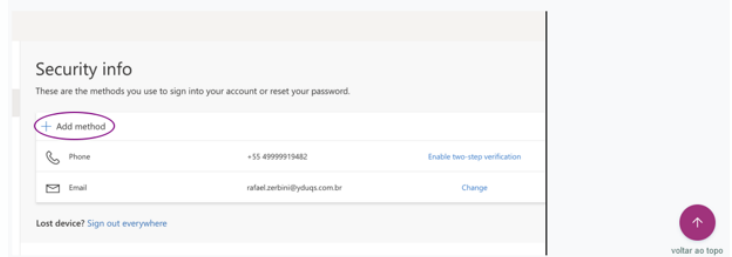 Security info
These are the methods you use to sign into your account or reset your password.
+ Add method
Phone +55 49999919482 Enable two-step verification
Email rafael.zerbini@yduqs.com.br Change
Lost device? Sign out everywhere
voltar ao topo